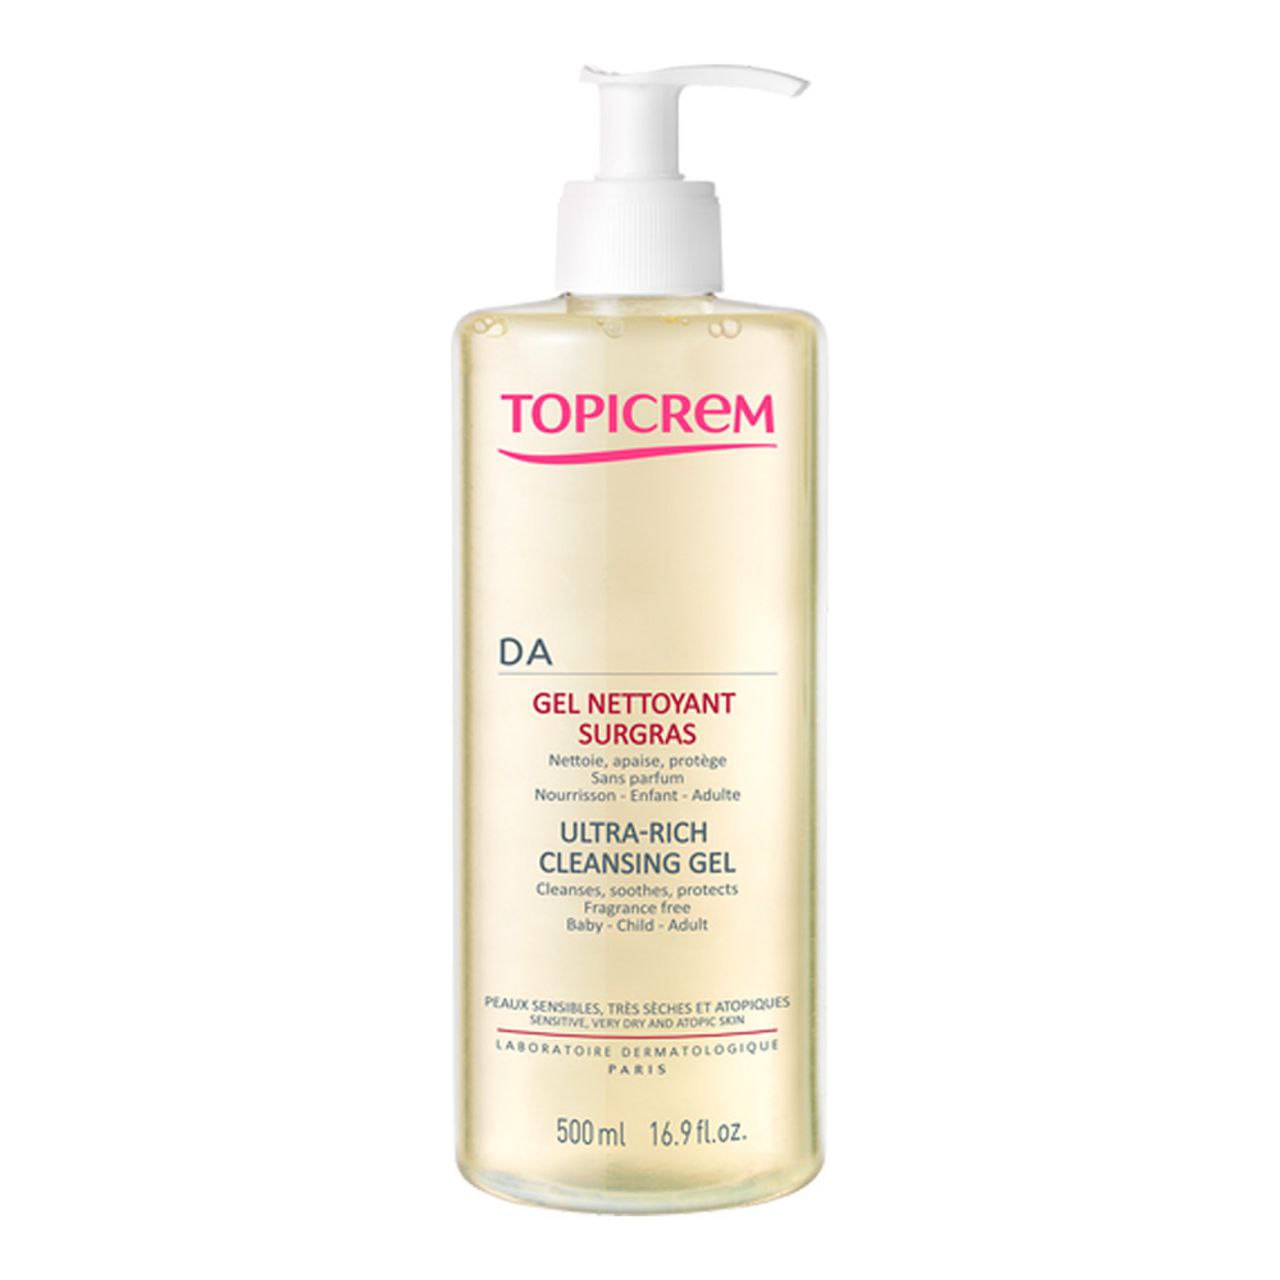 TOPICREM
DA
GEL NETTOYANT
SURGRAS
Nettoie, apaise, protège
Sans parfum
Nourrisson - Enfant - Adulte
ULTRA-RICH
CLEANSING GEL
Cleanses, soothes, protects
Fragrance free
Baby - Child - Adult
PEAUX SENSIBLES, TRÈS SÈCHES ET ATOPIQUES
SENSITIVE, VERY DRY AND ATOPIC SKIN
LABORATOIRE DERMATOLOGIQUE
PARIS
500 ml 16.9 fl.oz.